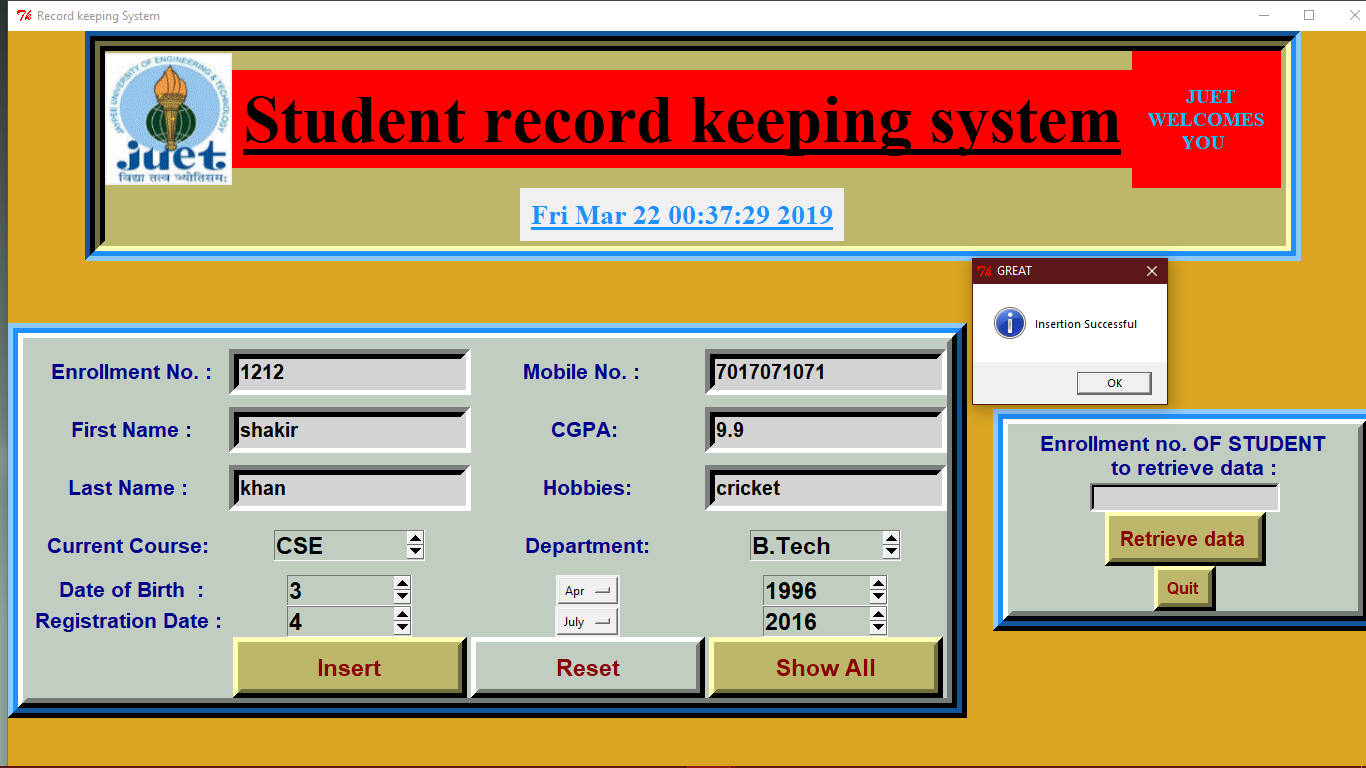 Record keeping System
JAYPEE UNIVERSITY OF ENGINEERING & TECHNOLOGY
juet
विद्या तत्व ज्योतिसमः
Student record keeping system
JUET
WELCOMES
YOU
Fri Mar 22 00:37:29 2019
GREAT
Insertion Successful
OK
Enrollment No. : 1212 Mobile No. : 7017071071
First Name : shakir CGPA: 9.9
Last Name : khan Hobbies: cricket
Current Course: CSE Department: B.Tech
Date of Birth : 3 Apr 1996
Registration Date : 4 July 2016
Insert Reset Show All
Enrollment no. OF STUDENT
to retrieve data :
Retrieve data
Quit